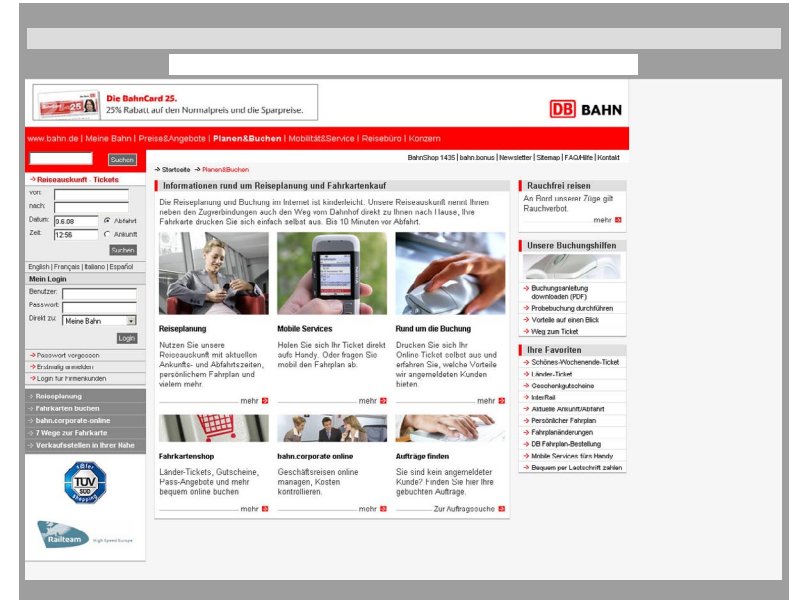 Die BahnCard 25.
25% Rabatt auf den Normalpreis und die Sparpreise.
DB BAHN
www.bahn.de | Meine Bahn | Preise&Angebote | Planen&Buchen | Mobilität&Service | Reisebüro | Konzern
Suchen
BahnShop 1435 | bahn.bonus | Newsletter | Sitemap | FAQ/Hilfe | Kontakt
Startseite Planen&Buchen
Reiseauskunft - Tickets
von:
nach:
Datum: 9.6.08 Abfahrt
Zeit: 12:56 Ankunft
Suchen
English | Français | Italiano | Español
Mein Login
Benutzer:
Passwort:
Direkt zu: Meine Bahn
Login
Passwort vergessen
Erstmalig anmelden
Login für Firmenkunden
Reiseplanung
Fahrkarten buchen
bahn.corporate-online
7 Wege zur Fahrkarte
Verkaufsstellen in Ihrer Nähe
TÜV
SÜD
Shopping
Railteam High Speed Europe
Informationen rund um Reiseplanung und Fahrkartenkauf
Die Reiseplanung und Buchung im Internet ist kinderleicht. Unsere Reiseauskunft nennt Ihnen
neben den Zugverbindungen auch den Weg vom Bahnhof direkt zu Ihnen nach Hause, Ihre
Fahrkarte drucken Sie sich einfach selbst aus. Bis 10 Minuten vor Abfahrt.
Reiseplanung
Nutzen Sie unsere
Reiseauskunft mit aktuellen
Ankunfts- und Abfahrtszeiten,
persönlichem Fahrplan und
vielem mehr.
mehr
Mobile Services
Holen Sie sich Ihr Ticket direkt
aufs Handy. Oder fragen Sie
mobil den Fahrplan ab.
mehr
Rund um die Buchung
Drucken Sie sich Ihr
Online Ticket selbst aus und
erfahren Sie, welche Vorteile
wir angemeldeten Kunden
bieten.
mehr
Fahrkartenshop
Länder-Tickets, Gutscheine,
Pass-Angebote und mehr
bequem online buchen
mehr
bahn.corporate online
Geschäftsreisen online
managen, Kosten
kontrollieren.
mehr
Aufträge finden
Sie sind kein angemeldeter
Kunde? Finden Sie hier Ihre
gebuchten Aufträge.
Zur Auftragssuche
Rauchfrei reisen
An Bord unserer Züge gilt
Rauchverbot.
mehr
Unsere Buchungshilfen
Buchungsanleitung
downloaden (PDF)
Probebuchung durchführen
Vorteile auf einen Blick
Weg zum Ticket
Ihre Favoriten
Schönes-Wochenende-Ticket
Länder-Ticket
Geschenkgutscheine
InterRail
Aktuelle Ankunft/Abfahrt
Persönlicher Fahrplan
Fahrplanänderungen
DB Fahrplan-Bestellung
Mobile Services fürs Handy
Bequem per Lastschrift zahlen